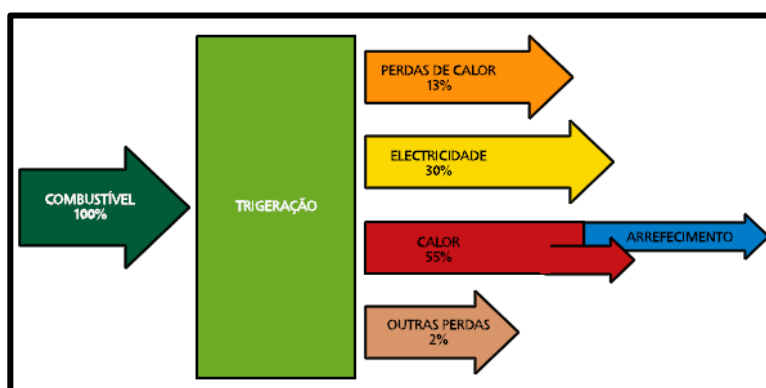 COMBUSTÍVEL
100%
TRIGERAÇÃO
PERDAS DE CALOR
13%
ELECTRICIDADE
30%
CALOR
55%
ARREFECIMENTO
OUTRAS PERDAS
2%